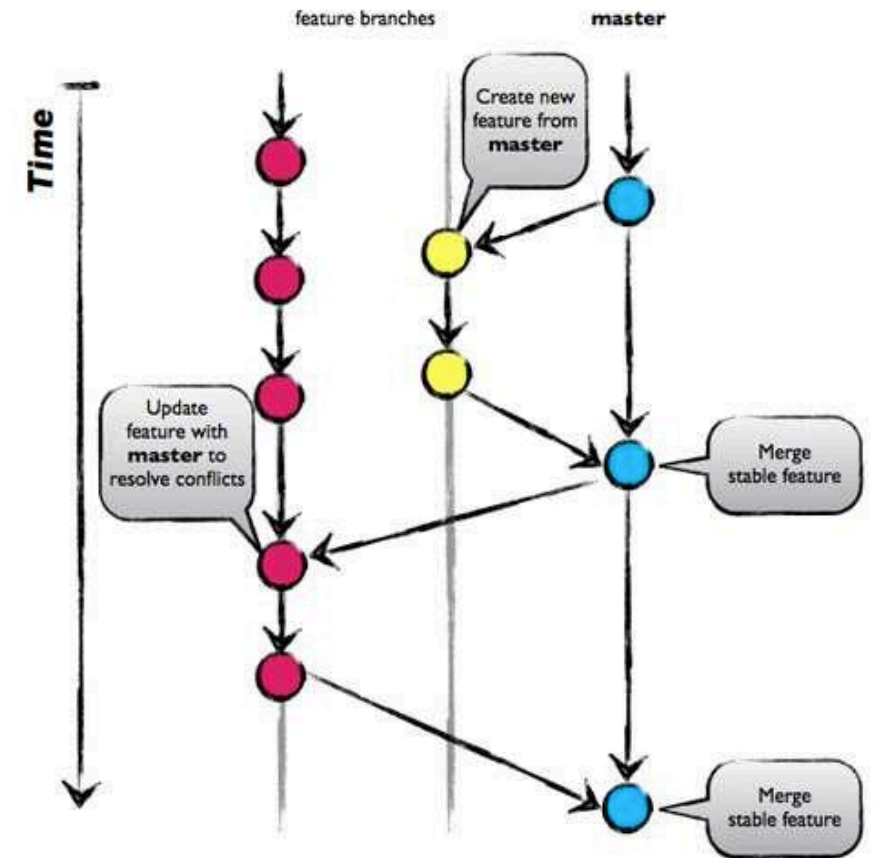 feature branches
master
Time
Create new
feature from
master
Update
feature with
master to
resolve conflicts
Merge
stable feature
Merge
stable feature